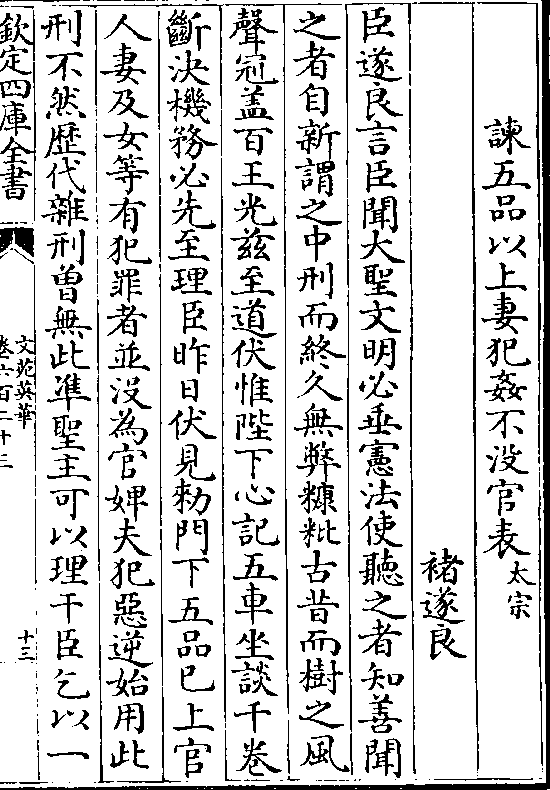 諫五品以上妻犯姦不没官表太宗
褚遂良
臣遂良言臣聞大聖文明必垂憲法使聽之者知善聞
之者自新謂之中刑而終久無弊糠粃古昔而樹之風
聲冠盖百王光兹至道伏惟陛下心記五車坐談千卷
斷決機務必先至理臣昨日伏見勅門下五品已上官
人妻及女等有犯罪者並没為官婢夫犯惡逆始用此
刑不然歴代雜刑曽無此準聖主可以理干臣乞以一
欽定四庫全書
文苑英華
卷六百二十三
十三